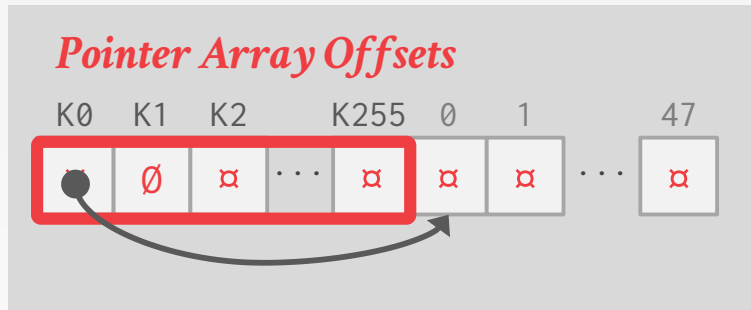 Pointer Array Offsets
K0 K1 K2 K255 0 1 47
¤ Ø ¤ ··· ¤ ¤ ¤ ··· ¤